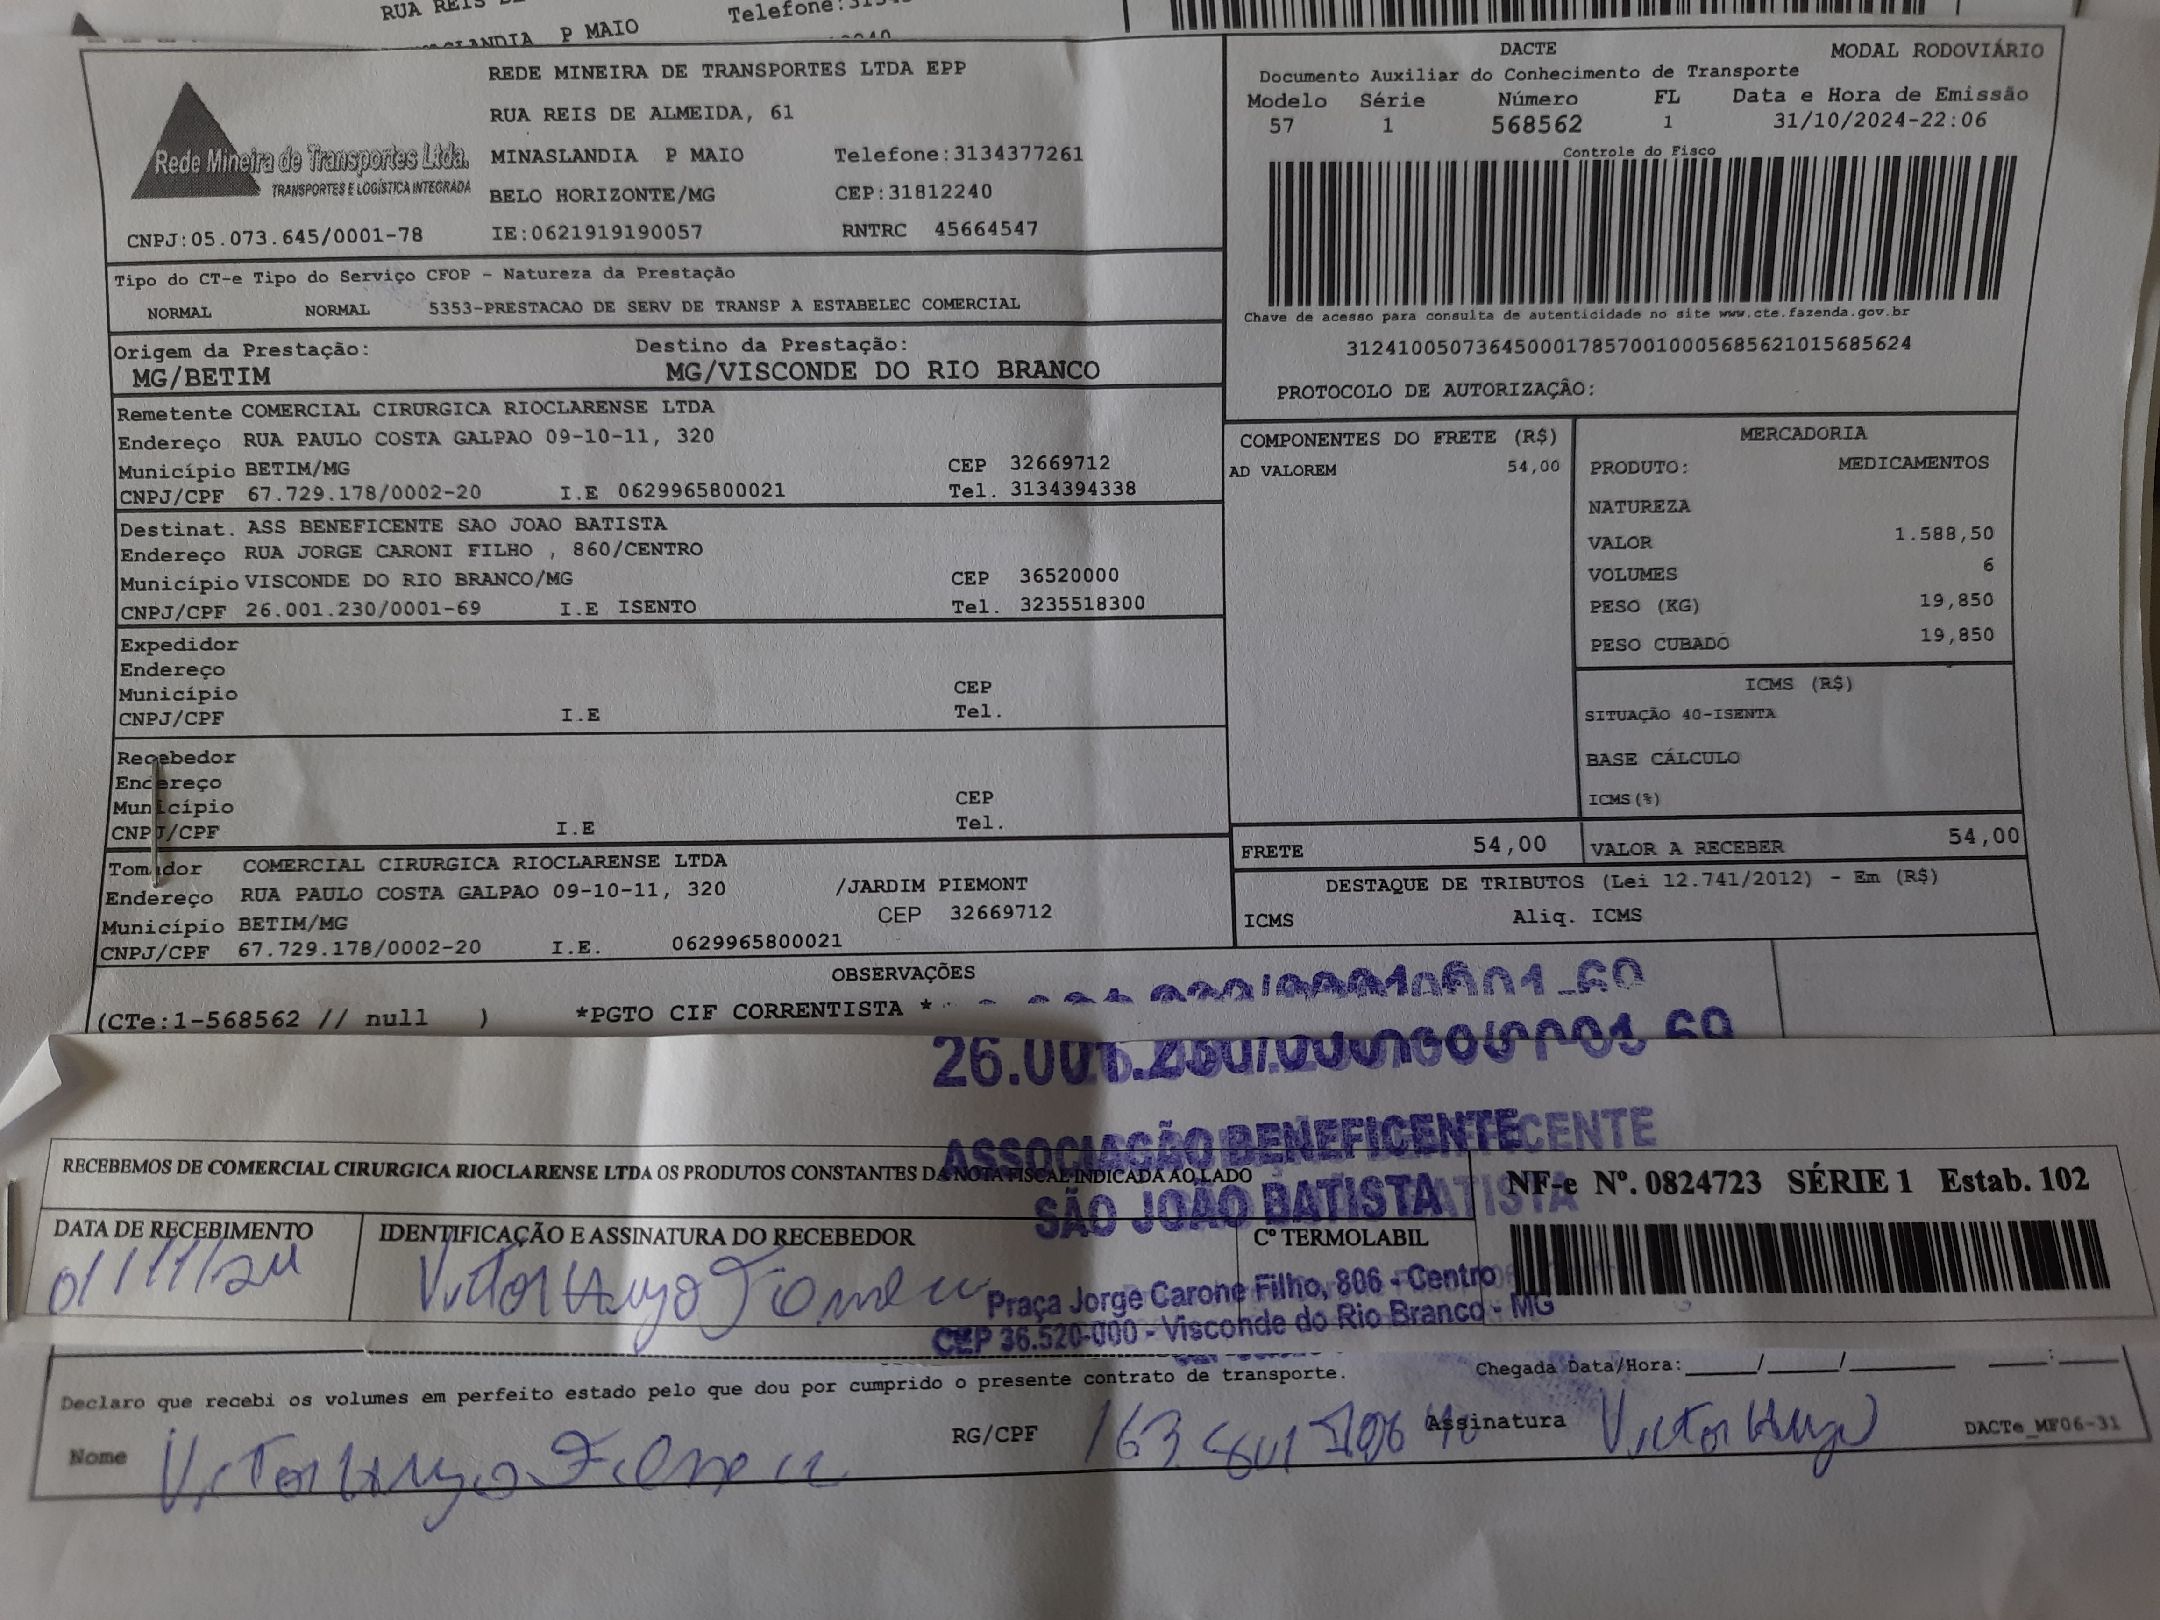 RUA REIS
P MAIO
Telefone:
REDE MINEIRA DE TRANSPORTES LTDA EPP
RUA REIS DE ALMEIDA, 61
Rede Mineira de Transportes Ltda.
TRANSPORTES E LOGÍSTICA INTEGRADA
MINASLANDIA P MAIO Telefone:3134377261
BELO HORIZONTE/MG CEP:31812240
CNPJ:05.073.645/0001-78 IE:0621919190057 RNTRC 45664547
DACTE MODAL RODOVIÁRIO
Documento Auxiliar do Conhecimento de Transporte
Modelo Série Número FL Data e Hora de Emissão
57 1 568562 1 31/10/2024-22:06
Controle do Fisco
Chave de acesso para consulta de autenticidade no site www.cte.fazenda.gov.br
31241005073645000178570010005685621015685624
PROTOCOLO DE AUTORIZAÇÃO:
Tipo do CT-e Tipo do Serviço CFOP - Natureza da Prestação
NORMAL NORMAL 5353-PRESTACAO DE SERV DE TRANSP A ESTABELEC COMERCIAL
Origem da Prestação: Destino da Prestação:
MG/BETIM MG/VISCONDE DO RIO BRANCO
Remetente COMERCIAL CIRURGICA RIOCLARENSE LTDA
Endereço RUA PAULO COSTA GALPAO 09-10-11, 320
Município BETIM/MG CEP 32669712
CNPJ/CPF 67.729.178/0002-20 I.E 0629965800021 Tel. 3134394338
Destinat. ASS BENEFICENTE SAO JOAO BATISTA
Endereço RUA JORGE CARONI FILHO , 860/CENTRO
Município VISCONDE DO RIO BRANCO/MG CEP 36520000
CNPJ/CPF 26.001.230/0001-69 I.E ISENTO Tel. 3235518300
Expedidor
Endereço
Município CEP
CNPJ/CPF I.E Tel.
Recebedor
Endereço
Município CEP
CNPJ/CPF I.E Tel.
Tomador COMERCIAL CIRURGICA RIOCLARENSE LTDA
Endereço RUA PAULO COSTA GALPAO 09-10-11, 320 /JARDIM PIEMONT
Município BETIM/MG CEP 32669712
CNPJ/CPF 67.729.178/0002-20 I.E. 0629965800021
COMPONENTES DO FRETE (R$)
AD VALOREM 54,00
MERCADORIA
PRODUTO: MEDICAMENTOS
NATUREZA
VALOR 1.588,50
VOLUMES 6
PESO (KG) 19,850
PESO CUBADO 19,850
ICMS (R$)
SITUAÇÃO 40-ISENTA
BASE CÁLCULO
ICMS(%)
FRETE 54,00 VALOR A RECEBER 54,00
DESTAQUE DE TRIBUTOS (Lei 12.741/2012) - Em (R$)
ICMS Aliq. ICMS
OBSERVAÇÕES
(CTe:1-568562 // null ) *PGTO CIF CORRENTISTA *
ASSOCIAÇÃO BENEFICENTE
SÃO JOÃO BATISTA
Praça Jorge Carone Filho, 806 - Centro
CEP 36.520-000 - Visconde do Rio Branco - MG
RECEBEMOS DE COMERCIAL CIRURGICA RIOCLARENSE LTDA OS PRODUTOS CONSTANTES DA NOTA FISCAL INDICADA AO LADO
NF-e Nº. 0824723 SÉRIE 1 Estab. 102
DATA DE RECEBIMENTO IDENTIFICAÇÃO E ASSINATURA DO RECEBEDOR Cº TERMOLABIL
01/11/24 Victor Hugo
Declaro que recebi os volumes em perfeito estado pelo que dou por cumprido o presente contrato de transporte. Chegada Data/Hora:____/____/______ ___:___
Nome Victor Hugo RG/CPF Assinatura Victor Hugo DACTe_MF06-31